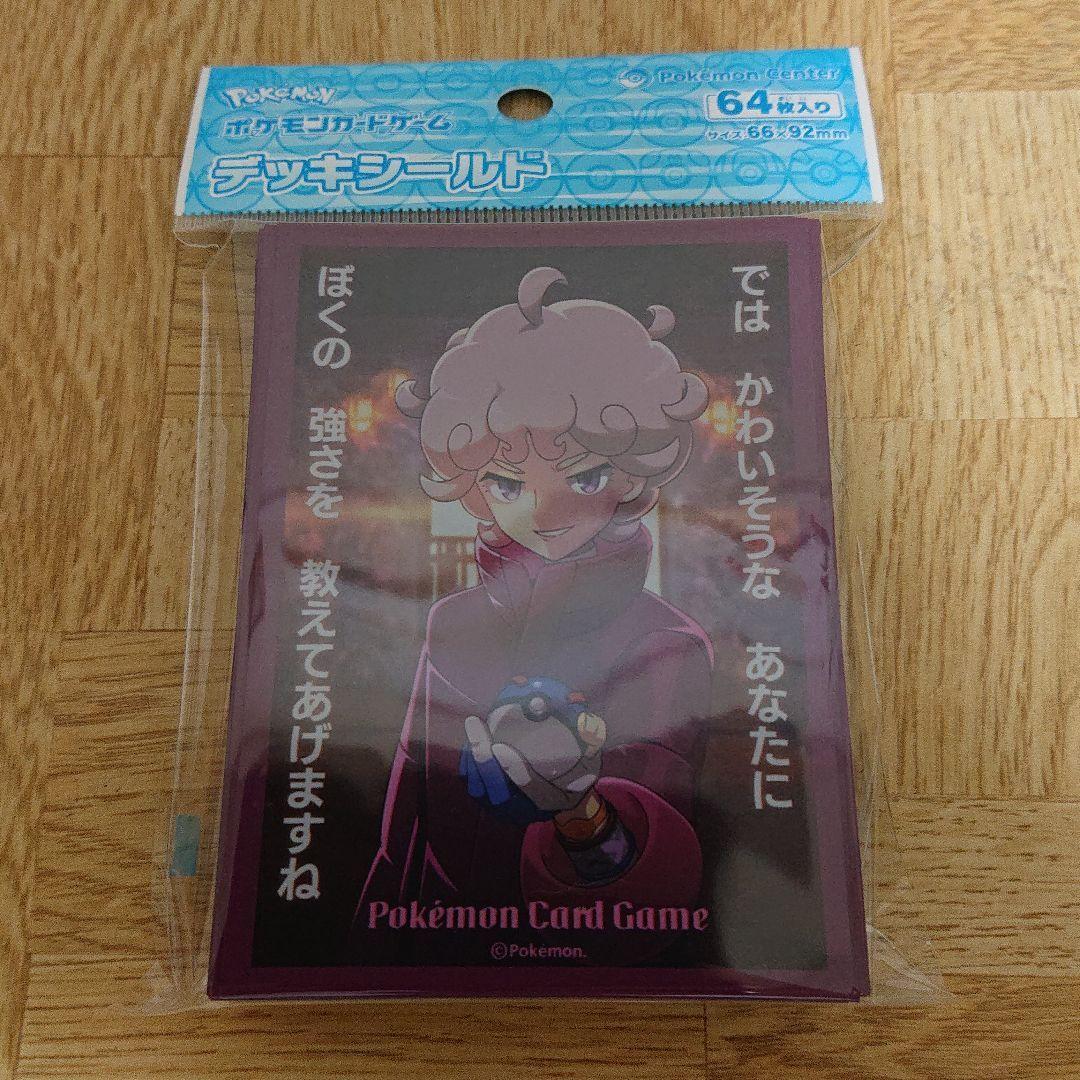 Pokémon
ポケモンカードゲーム
デッキシールド
Pokémon Center
64枚入り
サイズ:66×92mm
では かわいそうな あなたに
ぼくの 強さを 教えてあげますね
Pokémon Card Game
©Pokémon.